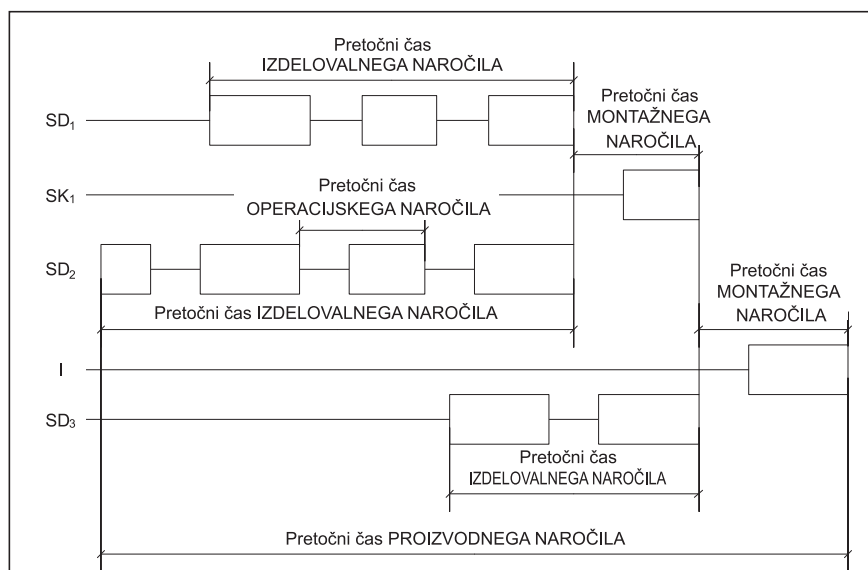 Pretočni čas
IZDELOVALNEGA NAROČILA
SD1
Pretočni čas
MONTAŽNEGA
NAROČILA
SK1
Pretočni čas
OPERACIJSKEGA NAROČILA
SD2
Pretočni čas IZDELOVALNEGA NAROČILA
Pretočni čas
MONTAŽNEGA
NAROČILA
I
SD3
Pretočni čas
IZDELOVALNEGA NAROČILA
Pretočni čas PROIZVODNEGA NAROČILA